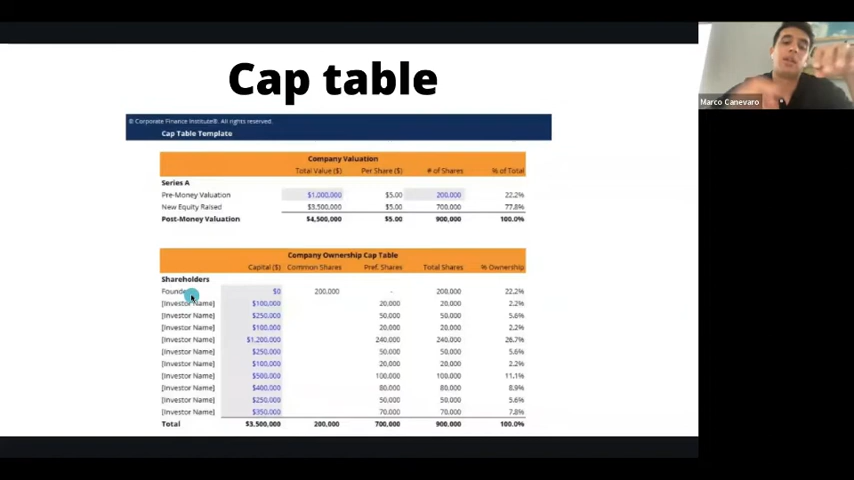 Cap table
© Corporate Finance Institute®. All rights reserved.
Cap Table Template
Company Valuation
Total Value ($) Per Share ($) # of Shares % of Total
Series A
Pre-Money Valuation $1,000,000 $5.00 200,000 22.2%
New Equity Raised $3,500,000 $5.00 700,000 77.8%
Post-Money Valuation $4,500,000 $5.00 900,000 100.0%
Company Ownership Cap Table
Capital ($) Common Shares Pref. Shares Total Shares % Ownership
Shareholders
$0 200,000 - 200,000 22.2%
[Investor Name] $100,000 20,000 20,000 2.2%
[Investor Name] $250,000 50,000 50,000 5.6%
[Investor Name] $100,000 20,000 20,000 2.2%
[Investor Name] $1,200,000 240,000 240,000 26.7%
[Investor Name] $250,000 50,000 50,000 5.6%
[Investor Name] $100,000 20,000 20,000 2.2%
[Investor Name] $500,000 100,000 100,000 11.1%
[Investor Name] $400,000 80,000 80,000 8.9%
[Investor Name] $250,000 50,000 50,000 5.6%
[Investor Name] $350,000 70,000 70,000 7.8%
Total $3,500,000 200,000 700,000 900,000 100.0%
Marco Canevaro